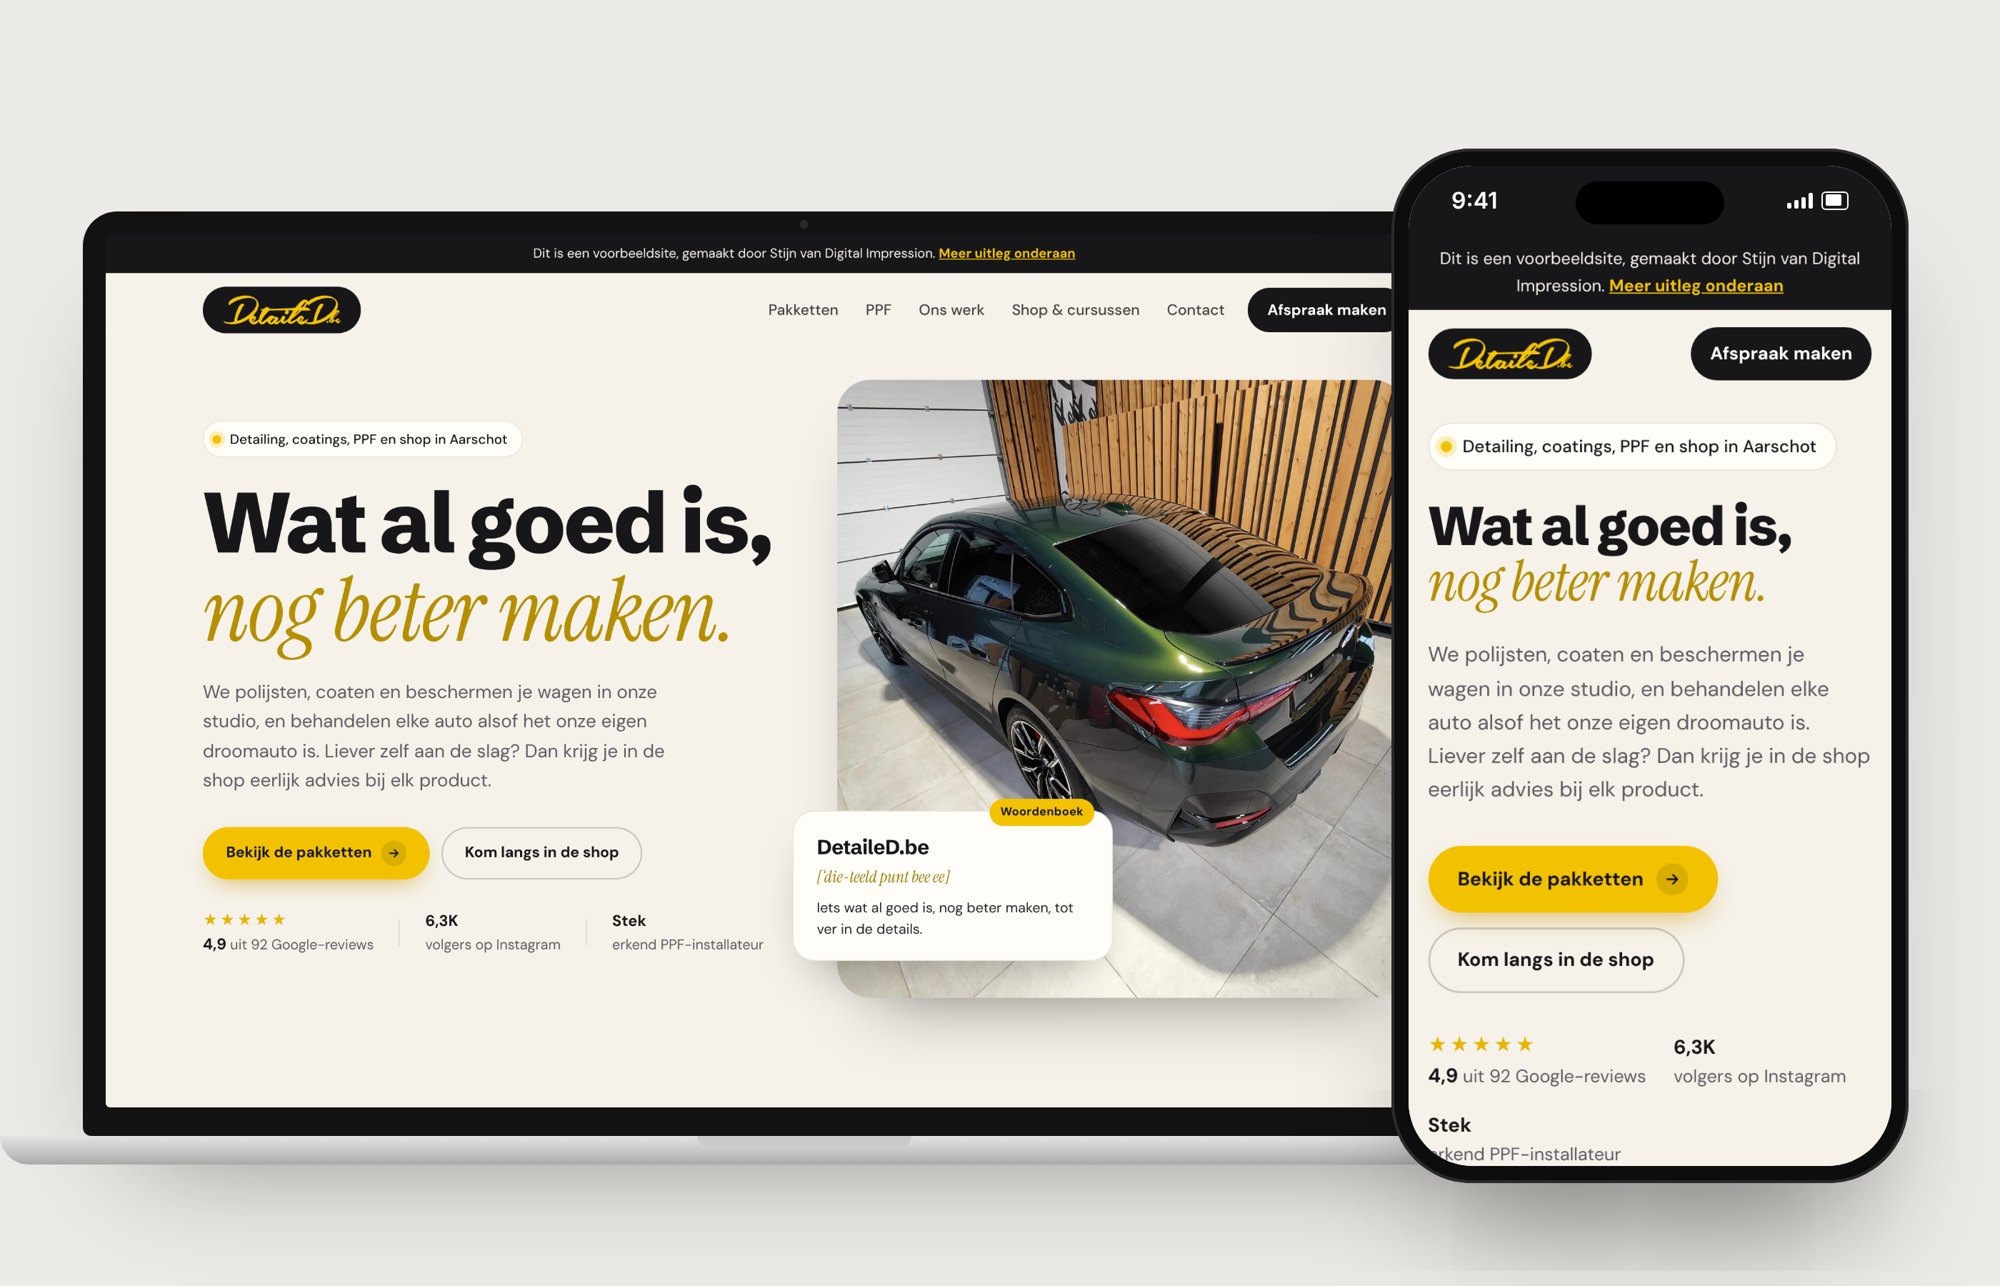 Dit is een voorbeeldsite, gemaakt door Stijn van Digital Impression. Meer uitleg onderaan
DetaileD.be
Pakketten
PPF
Ons werk
Shop & cursussen
Contact
Afspraak maken
Detailing, coatings, PPF en shop in Aarschot
Wat al goed is,
nog beter maken.
We polijsten, coaten en beschermen je wagen in onze
studio, en behandelen elke auto alsof het onze eigen
droomauto is. Liever zelf aan de slag? Dan krijg je in de
shop eerlijk advies bij elk product.
Bekijk de pakketten
Kom langs in de shop
4,9 uit 92 Google-reviews
6,3K
volgers op Instagram
Stek
erkend PPF-installateur
Woordenboek
DetaileD.be
['die-teeld punt bee ee]
Iets wat al goed is, nog beter maken, tot
ver in de details.
9:41
Dit is een voorbeeldsite, gemaakt door Stijn van Digital
Impression. Meer uitleg onderaan
DetaileD.be
Afspraak maken
Detailing, coatings, PPF en shop in Aarschot
Wat al goed is,
nog beter maken.
We polijsten, coaten en beschermen je
wagen in onze studio, en behandelen elke
auto alsof het onze eigen droomauto is.
Liever zelf aan de slag? Dan krijg je in de shop
eerlijk advies bij elk product.
Bekijk de pakketten
Kom langs in de shop
4,9 uit 92 Google-reviews
6,3K
volgers op Instagram
Stek
erkend PPF-installateur